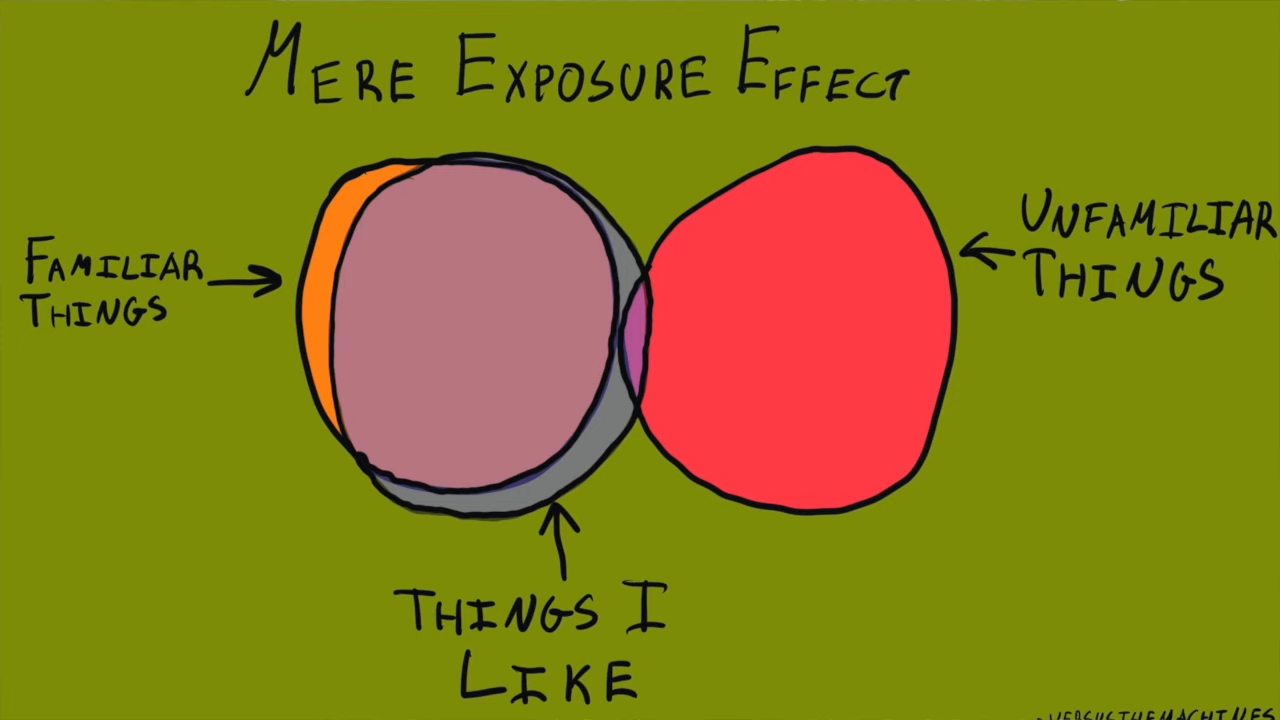 MERE EXPOSURE EFFECT
FAMILIAR
THINGS
UNFAMILIAR
THINGS
THINGS I
LIKE